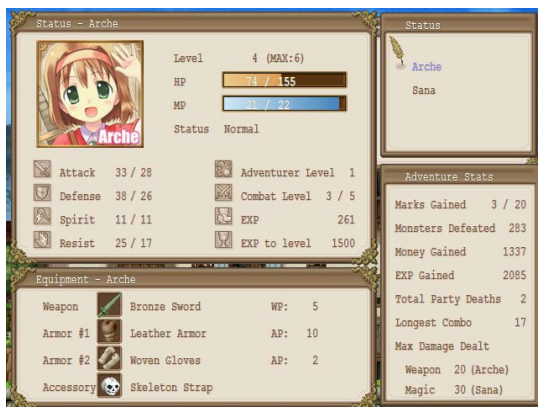 Status - Arche
Arche
Level 4 (MAX:6)
HP 74 / 155
MP 21 / 22
Status Normal
Attack 33 / 28
Defense 38 / 26
Spirit 11 / 11
Resist 25 / 17
Adventurer Level 1
Combat Level 3 / 5
EXP 261
EXP to level 1500
Equipment - Arche
Weapon Bronze Sword WP: 5
Armor #1 Leather Armor AP: 10
Armor #2 Woven Gloves AP: 2
Accessory Skeleton Strap
Status
Arche
Sana
Adventure Stats
Marks Gained 3 / 20
Monsters Defeated 283
Money Gained 1337
EXP Gained 2085
Total Party Deaths 2
Longest Combo 17
Max Damage Dealt
Weapon 20 (Arche)
Magic 30 (Sana)